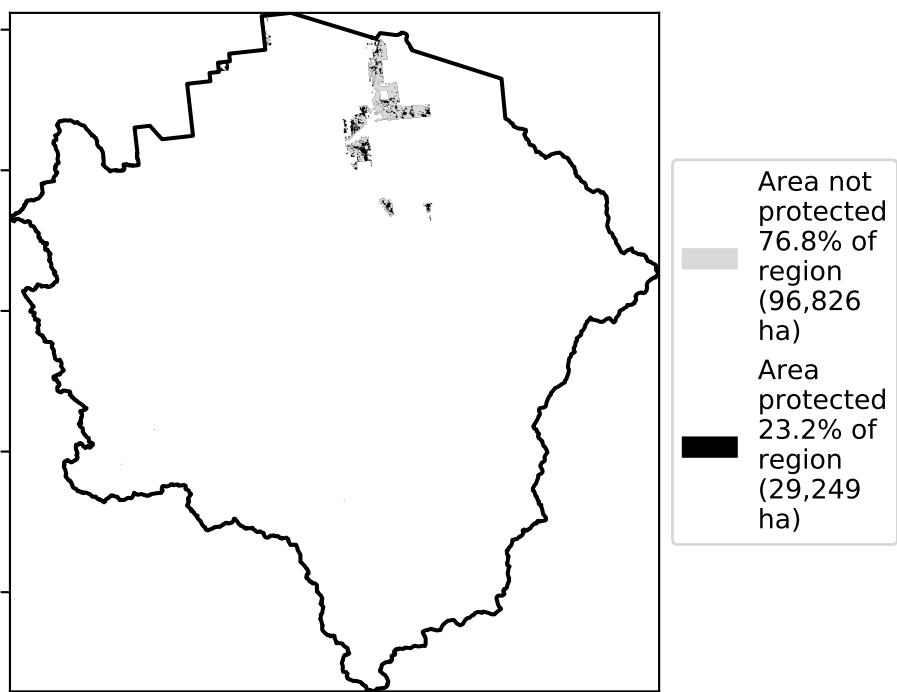 Area not
protected
76.8% of
region
(96,826
ha)
Area
protected
23.2% of
region
(29,249
ha)